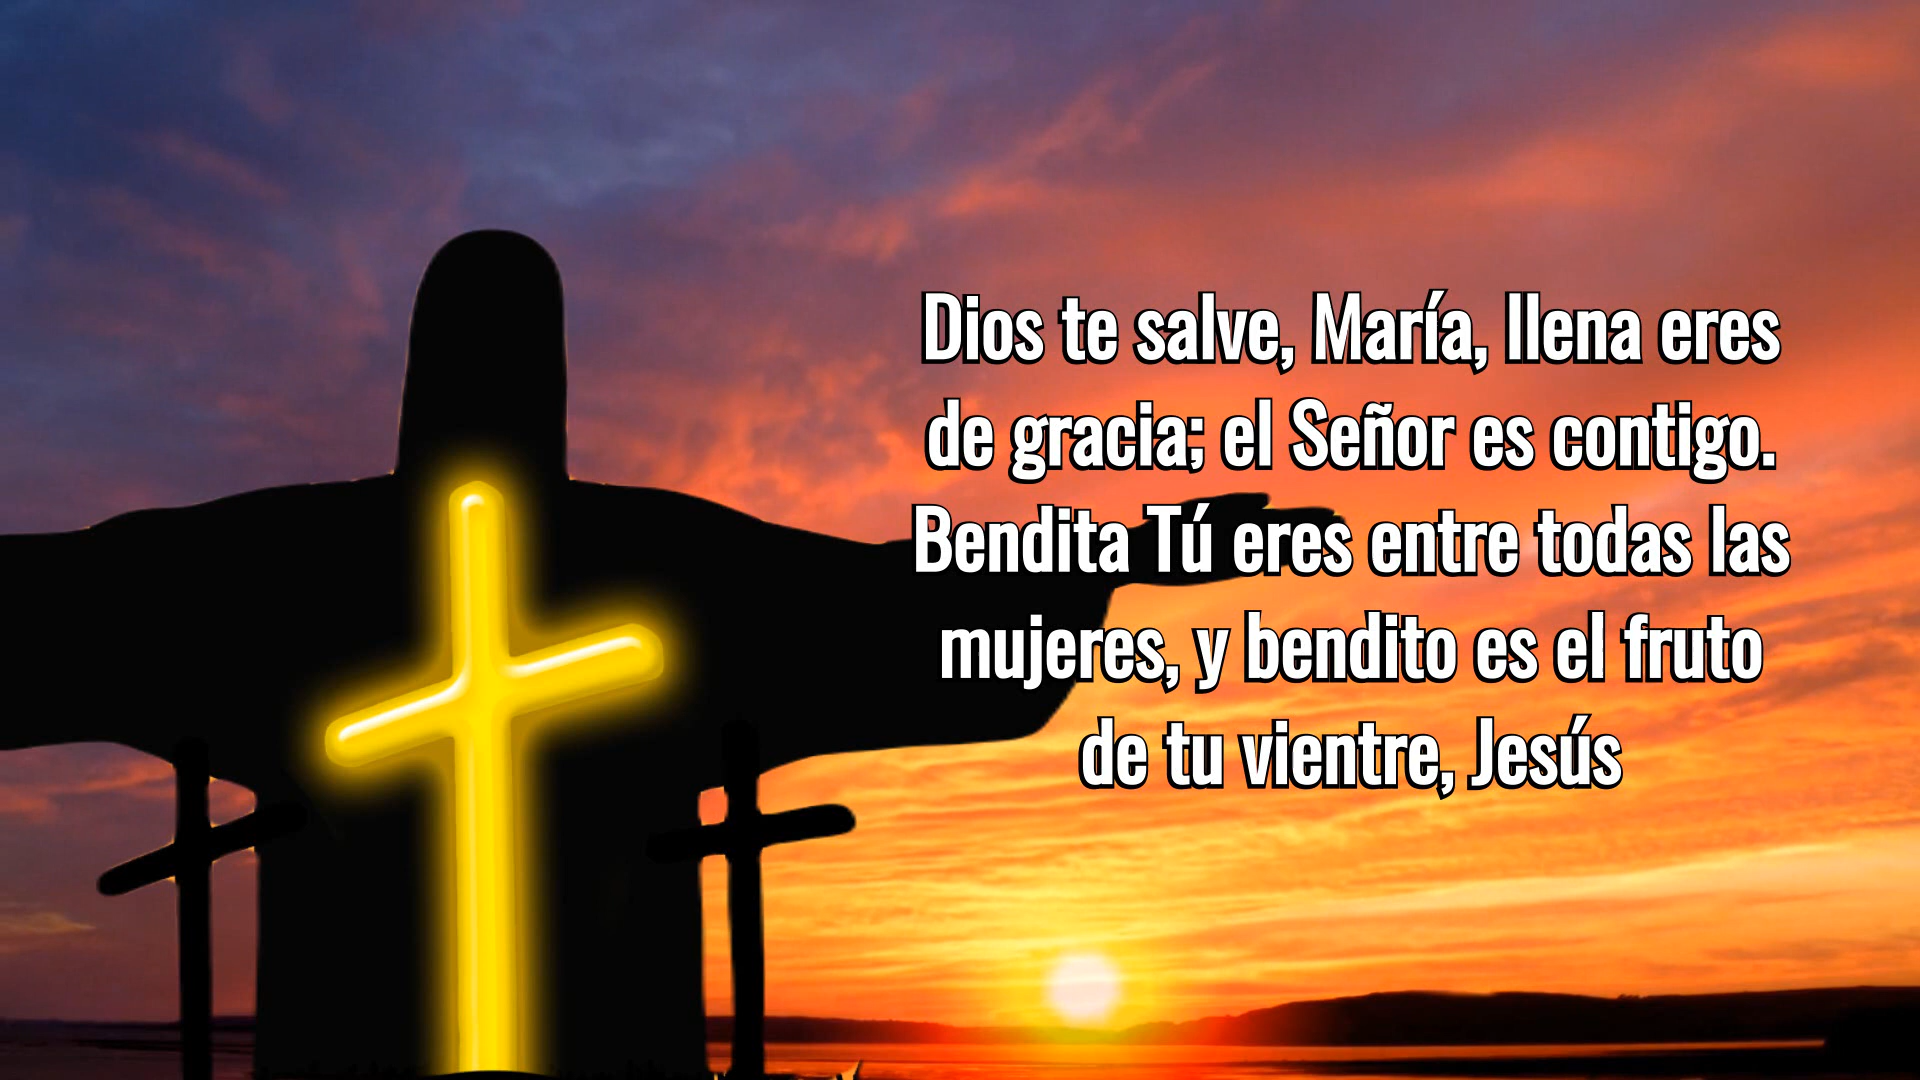 Dios te salve, María, llena eres
de gracia; el Señor es contigo.
Bendita Tú eres entre todas las
mujeres, y bendito es el fruto
de tu vientre, Jesús